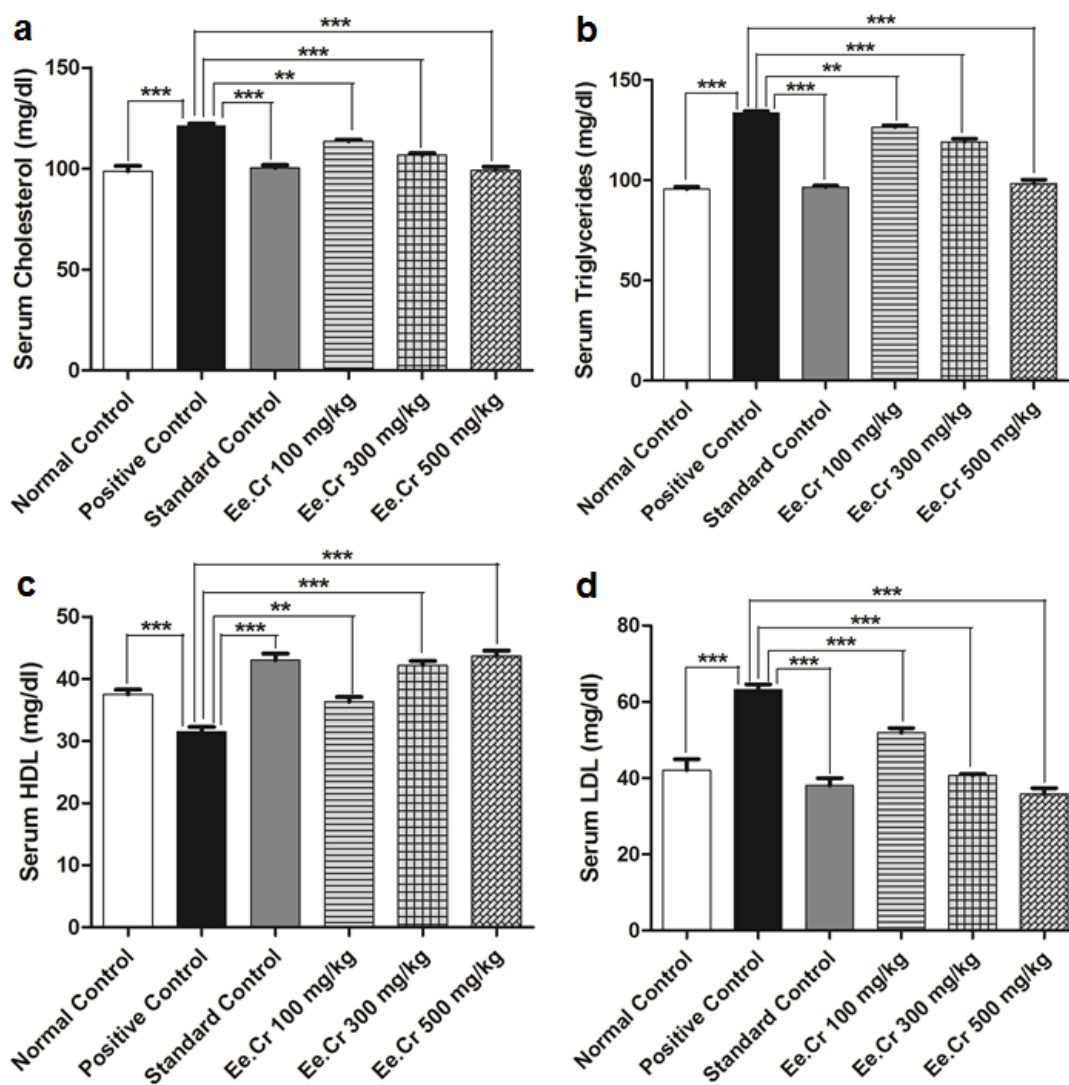 a
***
***
**
*** ***
150
100
50
0
Serum Cholesterol (mg/dl)
Normal Control
Positive Control
Standard Control
Ee.Cr 100 mg/kg
Ee.Cr 300 mg/kg
Ee.Cr 500 mg/kg
b
***
***
**
*** ***
150
100
50
0
Serum Triglycerides (mg/dl)
Normal Control
Positive Control
Standard Control
Ee.Cr 100 mg/kg
Ee.Cr 300 mg/kg
Ee.Cr 500 mg/kg
c
***
***
**
*** ***
50
40
30
20
10
0
Serum HDL (mg/dl)
Normal Control
Positive Control
Standard Control
Ee.Cr 100 mg/kg
Ee.Cr 300 mg/kg
Ee.Cr 500 mg/kg
d
***
***
***
*** ***
80
60
40
20
0
Serum LDL (mg/dl)
Normal Control
Positive Control
Standard Control
Ee.Cr 100 mg/kg
Ee.Cr 300 mg/kg
Ee.Cr 500 mg/kg